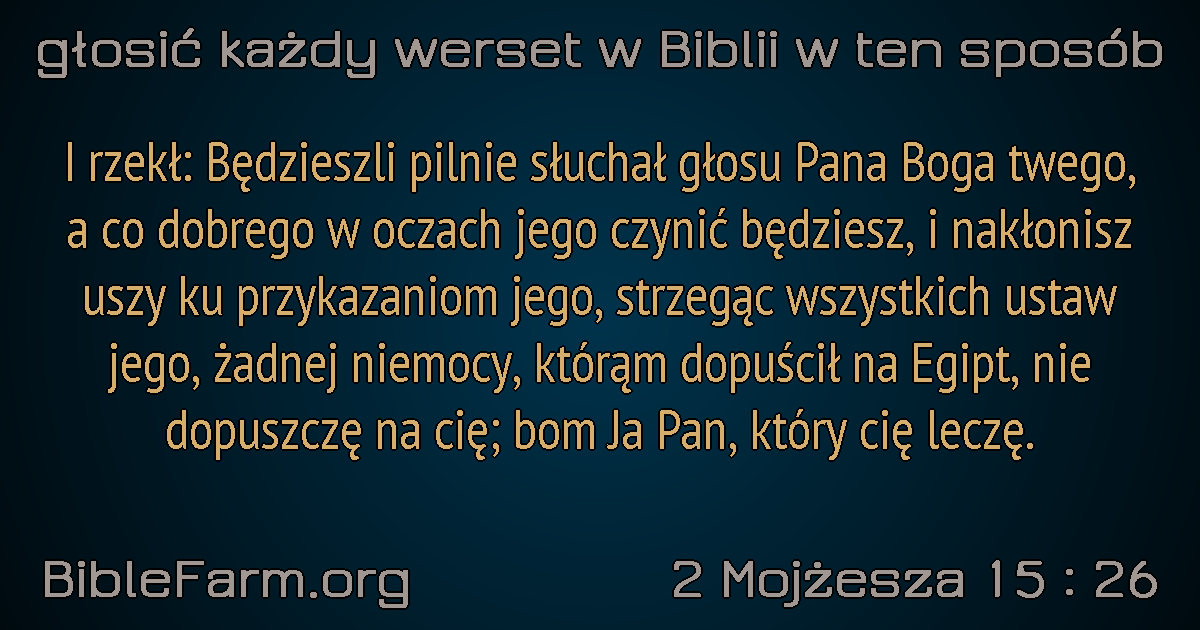 głosić każdy werset w Biblii w ten sposób
I rzekł: Będzieszli pilnie słuchał głosu Pana Boga twego,
a co dobrego w oczach jego czynić będziesz, i nakłonisz
uszy ku przykazaniom jego, strzegąc wszystkich ustaw
jego, żadnej niemocy, którąm dopuścił na Egipt, nie
dopuszczę na cię; bom Ja Pan, który cię leczę.
BibleFarm.org
2 Mojżesza 15 : 26